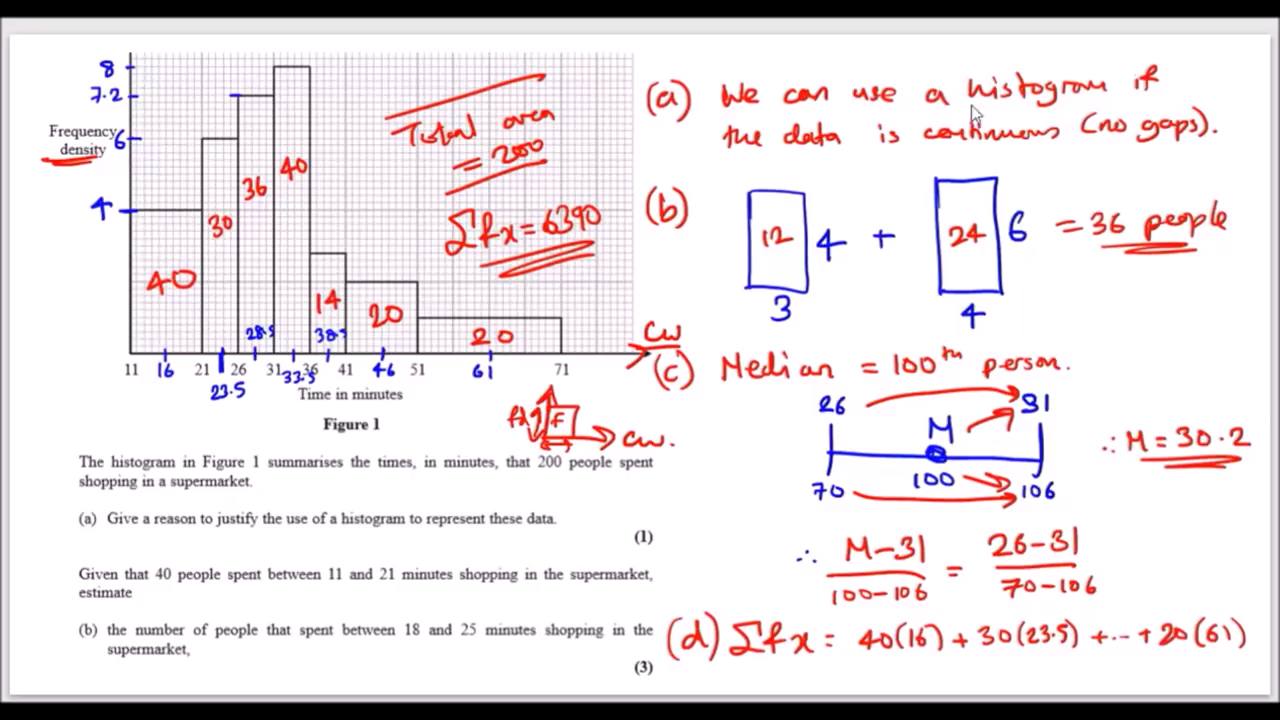 8
7.2
Frequency
density
6
4
40
30
36
40
14
20
20
28.5
38.5
11 21 26 31 36 41 51 71
16 23.5 33.5 46 61
Time in minutes
Figure 1
Total area
= 200
Σfx = 6390
CW
fd F
CW.
The histogram in Figure 1 summarises the times, in minutes, that 200 people spent
shopping in a supermarket.
(a) Give a reason to justify the use of a histogram to represent these data.
(1)
Given that 40 people spent between 11 and 21 minutes shopping in the supermarket,
estimate
(b) the number of people that spent between 18 and 25 minutes shopping in the
supermarket,
(3)
(a) We can use a histogram if
the data is continuous (no gaps).
(b) 12 4 + 24 6 = 36 people
3 4
(c) Median = 100th person.
26 31
M
70 100 106
∴ M = 30.2
∴ M-31 = 26-31
100-106 70-106
(d) Σfx = 40(16) + 30(23.5) + ... + 20(61)